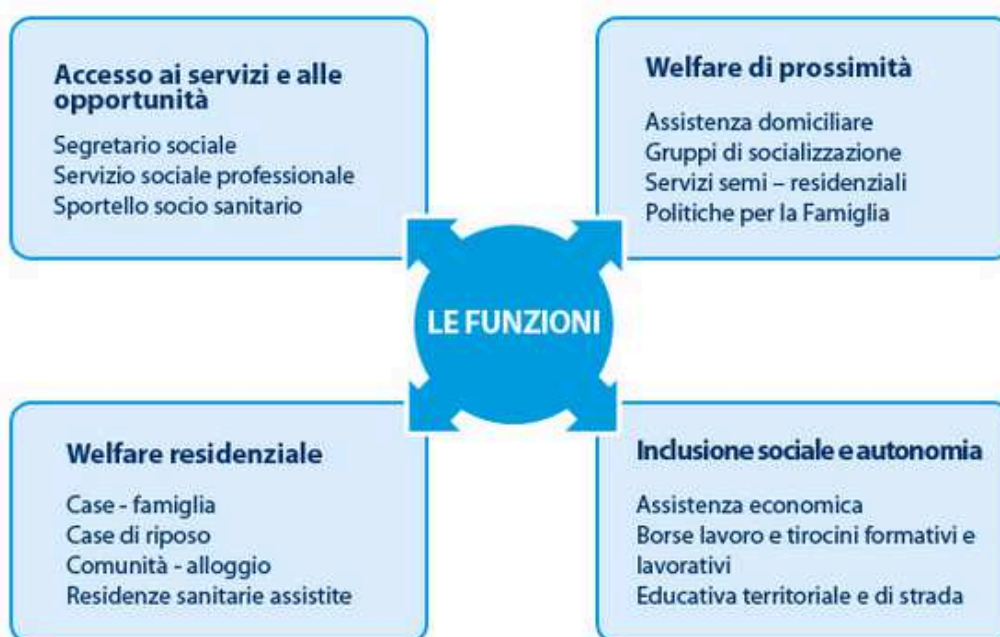 Accesso ai servizi e alle
opportunità
Segretario sociale
Servizio sociale professionale
Sportello socio sanitario
Welfare di prossimità
Assistenza domiciliare
Gruppi di socializzazione
Servizi semi – residenziali
Politiche per la Famiglia
LE FUNZIONI
Welfare residenziale
Case - famiglia
Case di riposo
Comunità - alloggio
Residenze sanitarie assistite
Inclusione sociale e autonomia
Assistenza economica
Borse lavoro e tirocini formativi e
lavorativi
Educativa territoriale e di strada